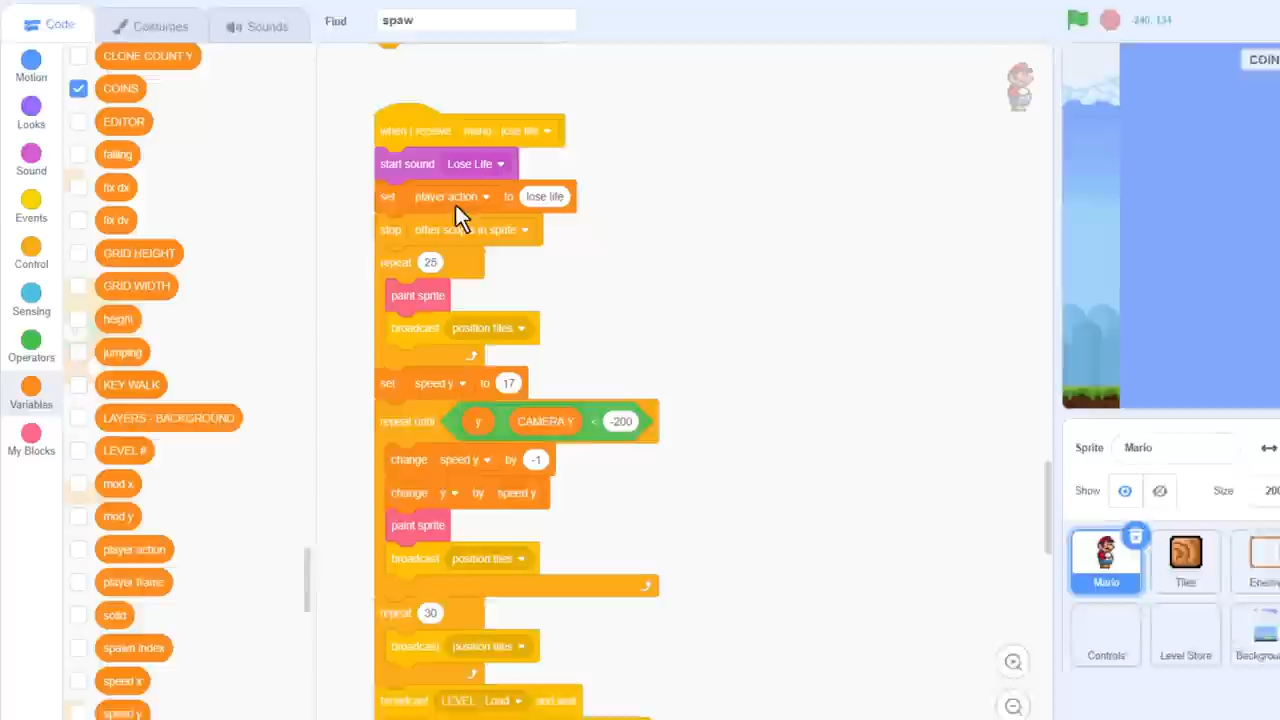 Code
Costumes
Sounds
Find
spaw
-240, 134
Motion
Looks
Sound
Events
Control
Sensing
Operators
Variables
My Blocks
CLONE COUNT Y
COINS
EDITOR
falling
fix dx
fix dy
GRID HEIGHT
GRID WIDTH
height
jumping
KEY WALK
LAYERS - BACKGROUND
LEVEL #
mod x
mod y
player action
player frame
solid
spawn index
speed x
speed y
when I receive mario - lose life
start sound Lose Life
set player action to lose life
stop other scripts in sprite
repeat 25
paint sprite
broadcast position tiles
set speed y to 17
repeat until y CAMERA Y < -200
change speed y by -1
change y by speed y
paint sprite
broadcast position tiles
repeat 30
broadcast position tiles
broadcast LEVEL Load and wait
COIN
Sprite Mario
Show Size 200
Mario
Tiles
Enem
Controls
Level Store
Backgrou